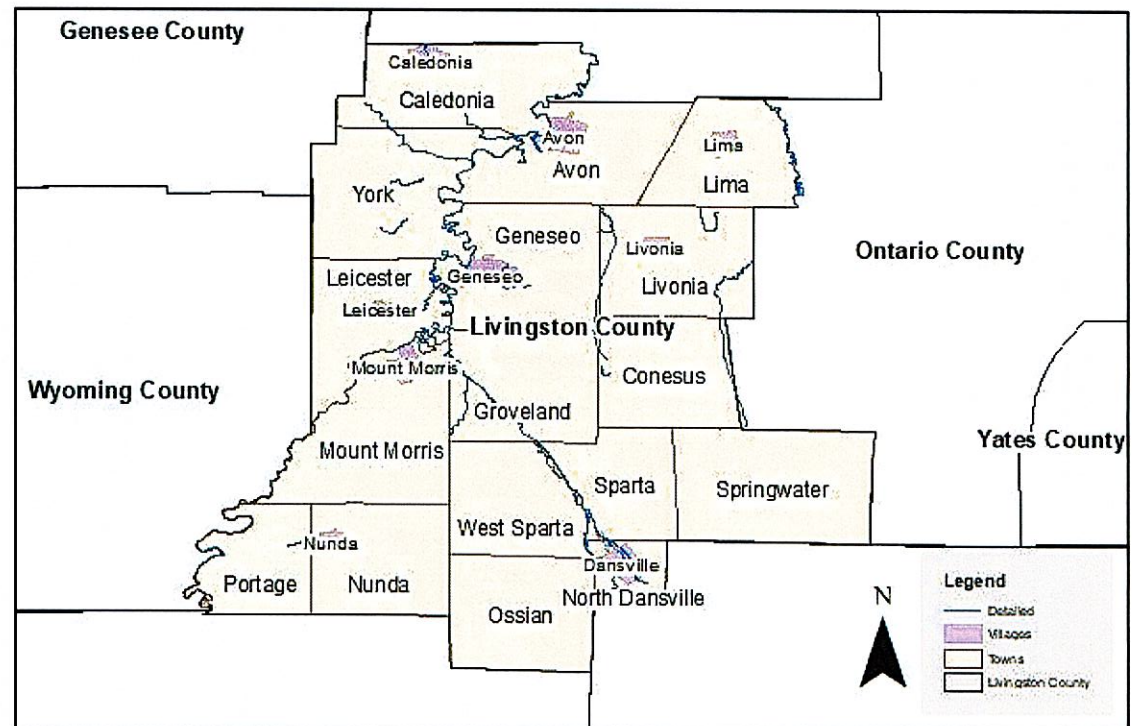 Genesee County
Caledonia
Caledonia
Avon
Avon
Lima
Lima
York
Geneseo
Geneseo
Livonia
Livonia
Ontario County
Leicester
Leicester
Livingston County
Mount Morris
Wyoming County
Conesus
Groveland
Yates County
Mount Morris
Sparta
Springwater
West Sparta
Nunda
Dansville
Portage
Nunda
North Dansville
Ossian
N
Legend
Detailed
Villages
Towns
Livingston County